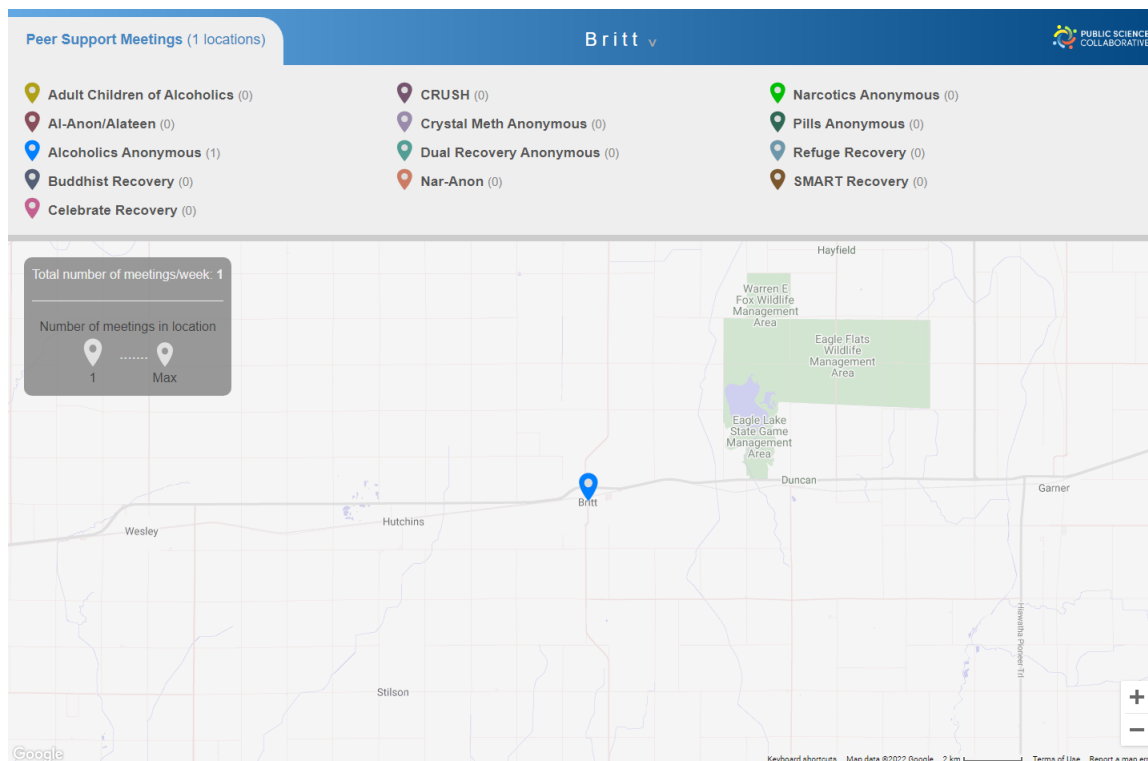 Peer Support Meetings (1 locations)
Britt v
PUBLIC SCIENCE
COLLABORATIVE
Adult Children of Alcoholics (0)
Al-Anon/Alateen (0)
Alcoholics Anonymous (1)
Buddhist Recovery (0)
Celebrate Recovery (0)
CRUSH (0)
Crystal Meth Anonymous (0)
Dual Recovery Anonymous (0)
Nar-Anon (0)
Narcotics Anonymous (0)
Pills Anonymous (0)
Refuge Recovery (0)
SMART Recovery (0)
Total number of meetings/week: 1
Number of meetings in location
1 ....... Max
Hayfield
Warren E
Fox Wildlife
Management
Area
Eagle Flats
Wildlife
Management
Area
Eagle Lake
State Game
Management
Area
Duncan
Garner
Britt
Hutchins
Wesley
Hiawatha Pioneer Trl
Stilson
+
−
Google
Keyboard shortcuts Map data ©2022 Google 2 km Terms of Use Report a map er